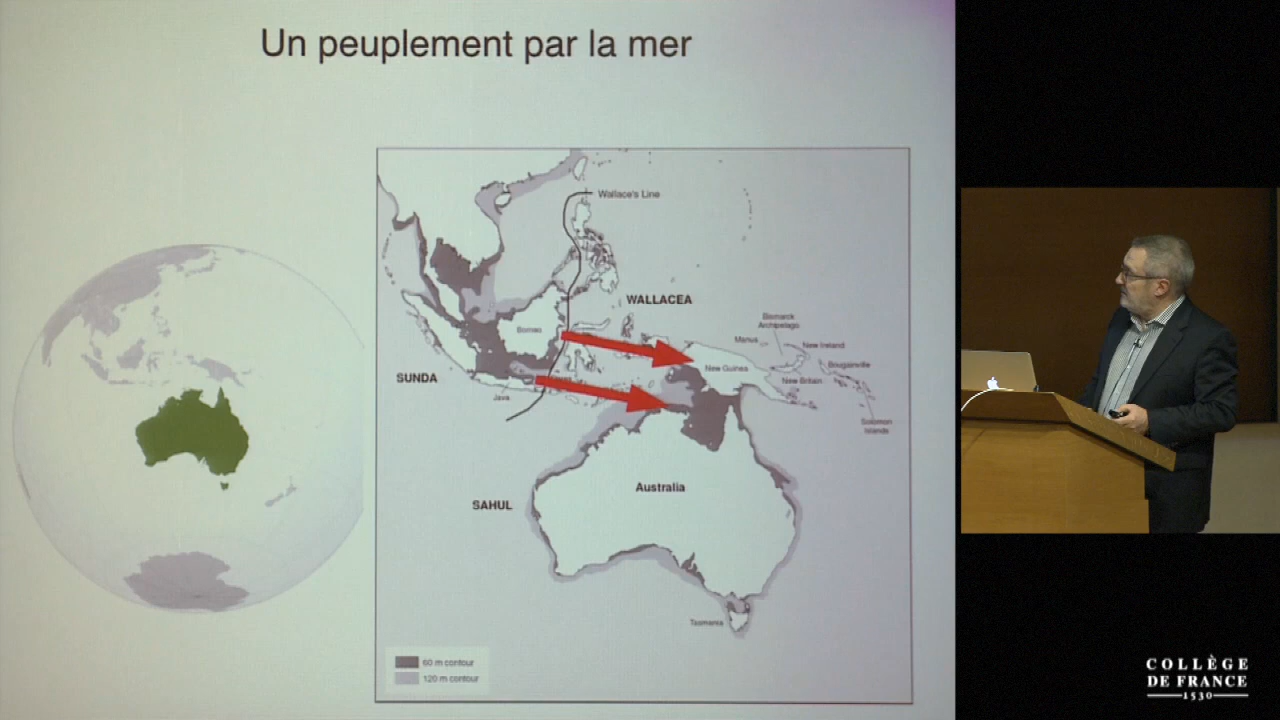 Un peuplement par la mer
Wallace's Line
WALLACEA
Borneo
Bismarck
Archipelago
Manus
New Ireland
Bougainville
New Guinea
New Britain
SUNDA
Java
Solomon
Islands
Australia
SAHUL
Tasmania
60 m contour
120 m contour
COLLÈGE
DE FRANCE
1530